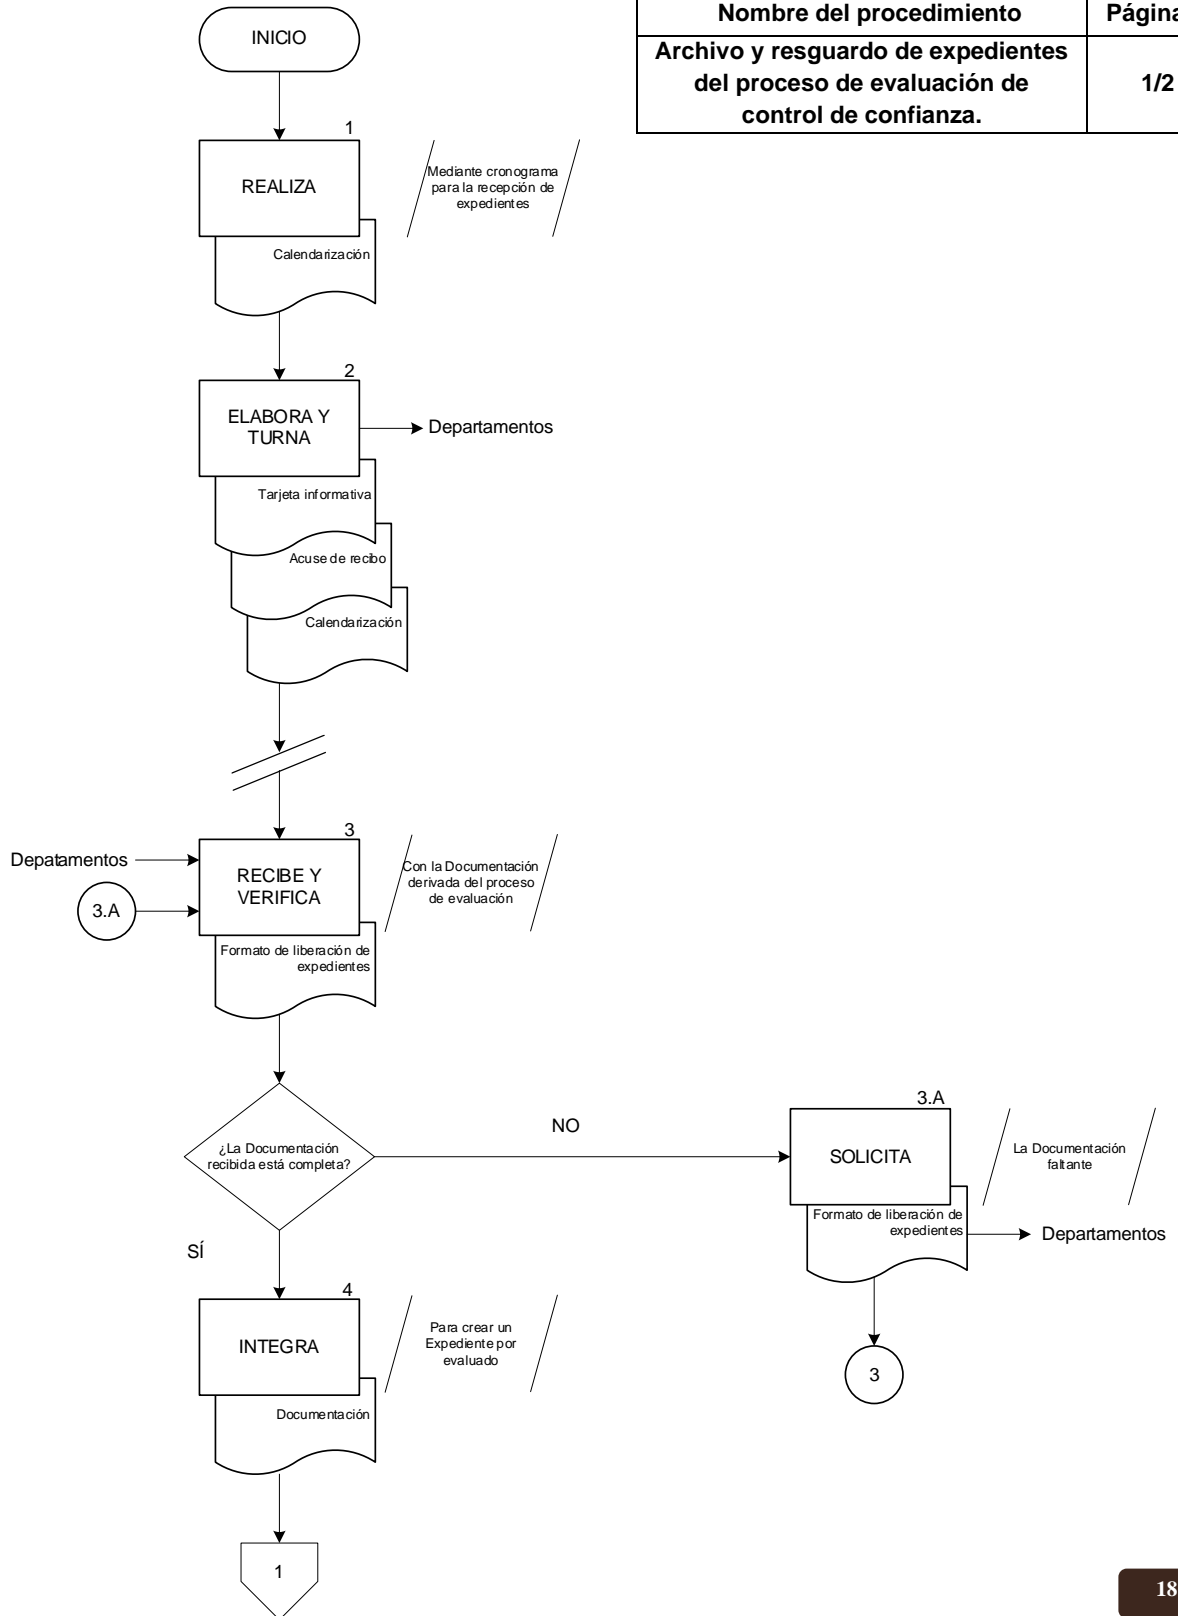 Nombre del procedimiento
Página
Archivo y resguardo de expedientes
del proceso de evaluación de
control de confianza.
1/2
INICIO
1
REALIZA
Mediante cronograma
para la recepción de
expedientes
Calendarización
2
ELABORA Y
TURNA
Departamentos
Tarjeta informativa
Acuse de recibo
Calendarización
3
Depatamentos
3.A
RECIBE Y
VERIFICA
Con la Documentación
derivada del proceso
de evaluación
Formato de liberación de
expedientes
¿La Documentación
recibida está completa?
NO
3.A
SOLICITA
La Documentación
faltante
Formato de liberación de
expedientes
Departamentos
3
SÍ
4
INTEGRA
Para crear un
Expediente por
evaluado
Documentación
1
18